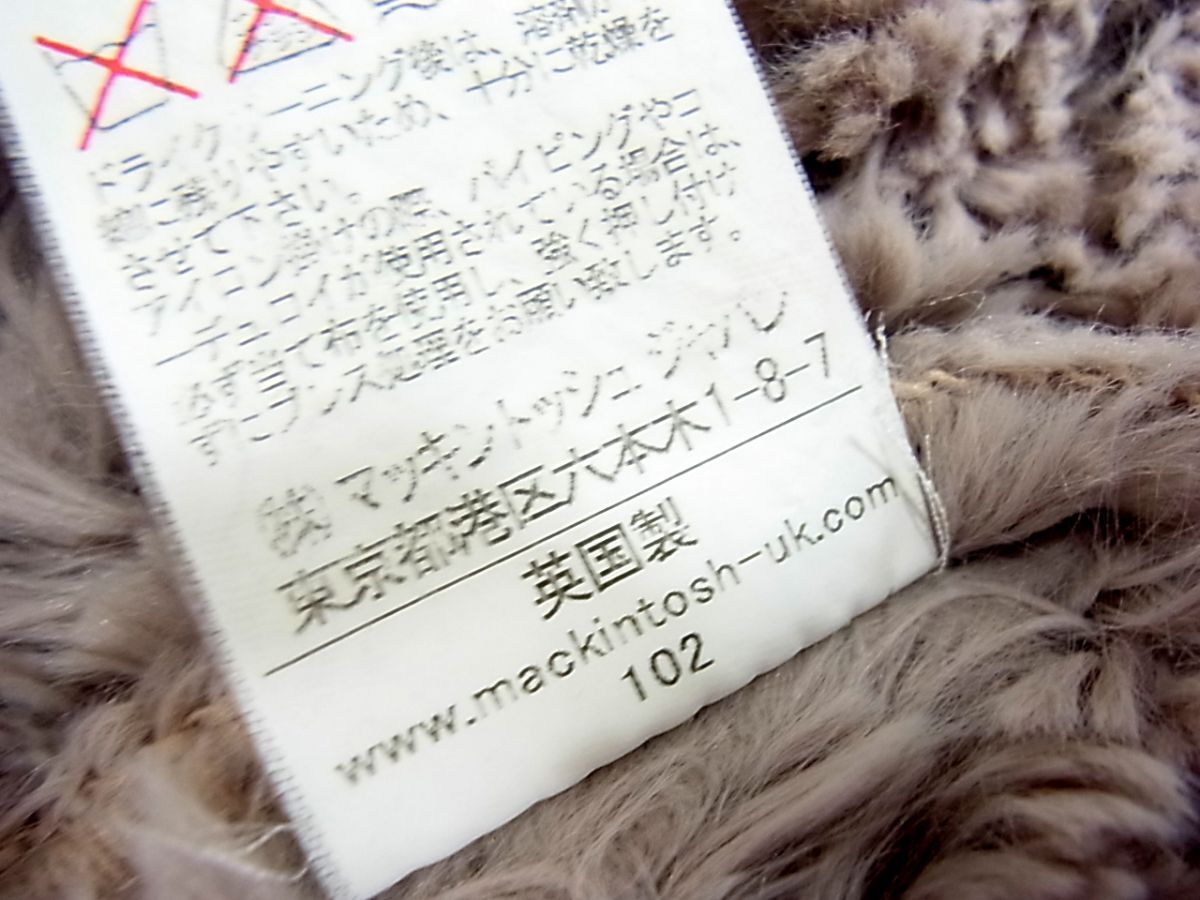 ドライクリーニング後は、溶剤が
物に残りやすいため、十分に乾燥を
させて下さい。
アイロン掛けの際、パイピングやコ
ーデュロイが使用されている場合は、
必ず当て布を使用し、強く押し付け
ずにプレス処理をお願い致します。
㈱マッキントッシュ ジャパン
東京都港区六本木1-8-7
英国製
www.mackintosh-uk.com
102